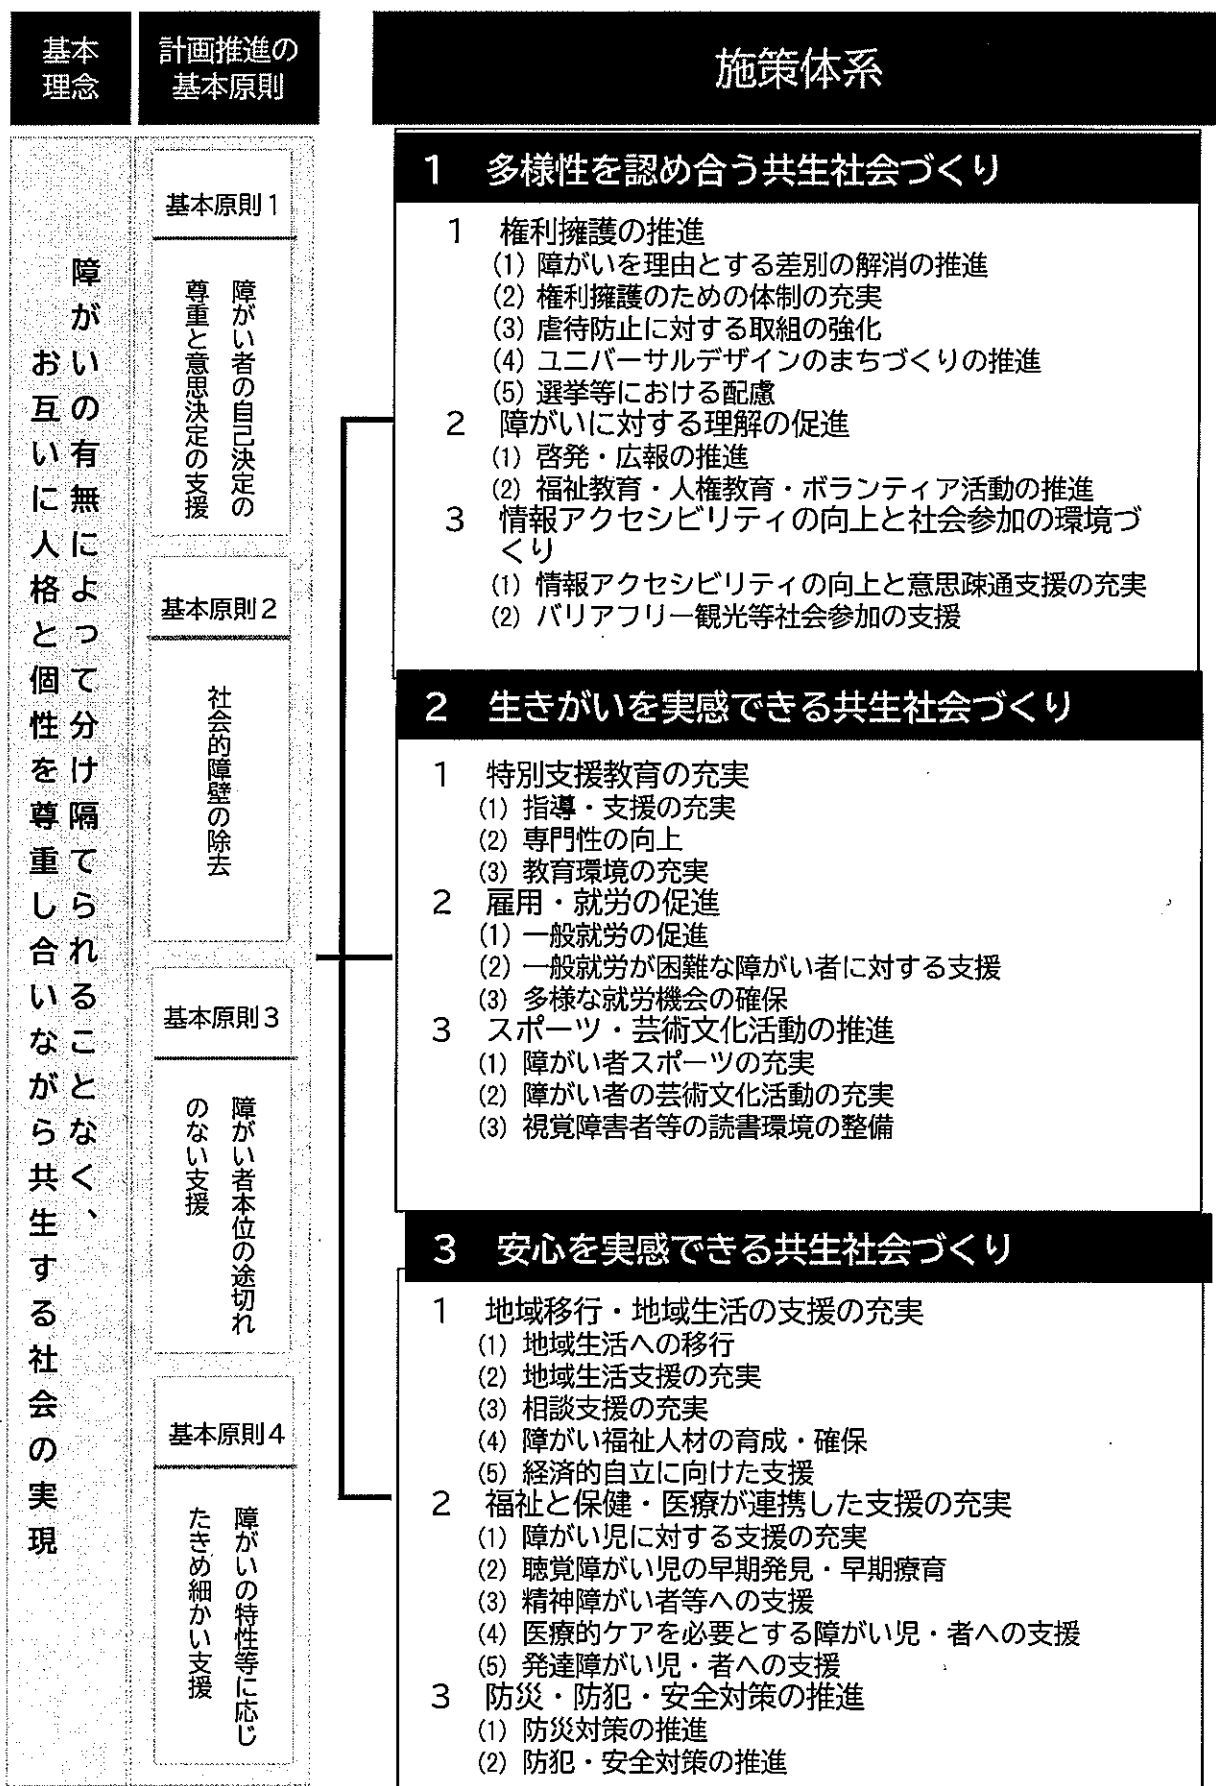 基本
理念
計画推進の
基本原則
施策体系
障がいの有無によって分け隔てられることなく、
お互いに人格と個性を尊重し合いながら共生する社会の実現
基本原則1
障がい者の自己決定の
尊重と意思決定の支援
基本原則2
社会的障壁の除去
基本原則3
障がい者本位の途切れ
のない支援
基本原則4
障がいの特性等に応じ
たきめ細かい支援
1 多様性を認め合う共生社会づくり
1 権利擁護の推進
(1) 障がいを理由とする差別の解消の推進
(2) 権利擁護のための体制の充実
(3) 虐待防止に対する取組の強化
(4) ユニバーサルデザインのまちづくりの推進
(5) 選挙等における配慮
2 障がいに対する理解の促進
(1) 啓発・広報の推進
(2) 福祉教育・人権教育・ボランティア活動の推進
3 情報アクセシビリティの向上と社会参加の環境づ
くり
(1) 情報アクセシビリティの向上と意思疎通支援の充実
(2) バリアフリー観光等社会参加の支援
2 生きがいを実感できる共生社会づくり
1 特別支援教育の充実
(1) 指導・支援の充実
(2) 専門性の向上
(3) 教育環境の充実
2 雇用・就労の促進
(1) 一般就労の促進
(2) 一般就労が困難な障がい者に対する支援
(3) 多様な就労機会の確保
3 スポーツ・芸術文化活動の推進
(1) 障がい者スポーツの充実
(2) 障がい者の芸術文化活動の充実
(3) 視覚障害者等の読書環境の整備
3 安心を実感できる共生社会づくり
1 地域移行・地域生活の支援の充実
(1) 地域生活への移行
(2) 地域生活支援の充実
(3) 相談支援の充実
(4) 障がい福祉人材の育成・確保
(5) 経済的自立に向けた支援
2 福祉と保健・医療が連携した支援の充実
(1) 障がい児に対する支援の充実
(2) 聴覚障がい児の早期発見・早期療育
(3) 精神障がい者等への支援
(4) 医療的ケアを必要とする障がい児・者への支援
(5) 発達障がい児・者への支援
3 防災・防犯・安全対策の推進
(1) 防災対策の推進
(2) 防犯・安全対策の推進